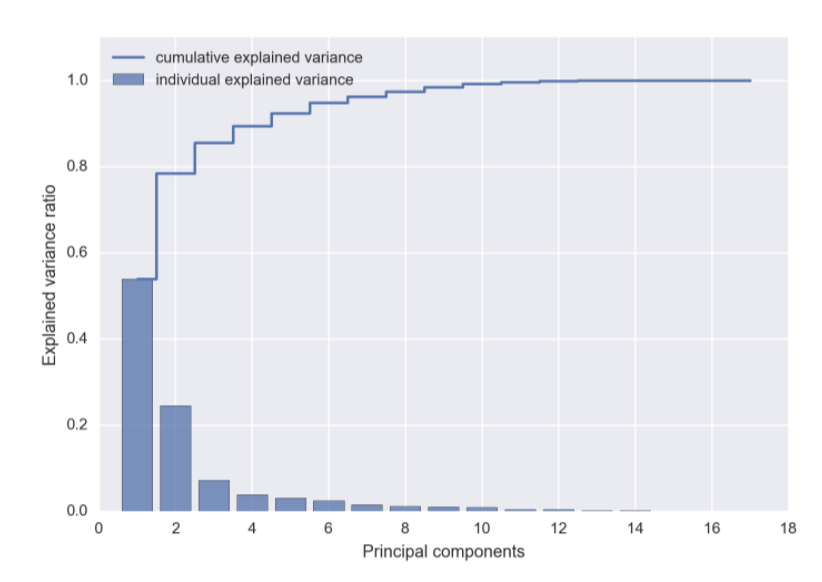 cumulative explained variance
individual explained variance
1.0
0.8
0.6
0.4
0.2
0.0
Explained variance ratio
0 2 4 6 8 10 12 14 16 18
Principal components